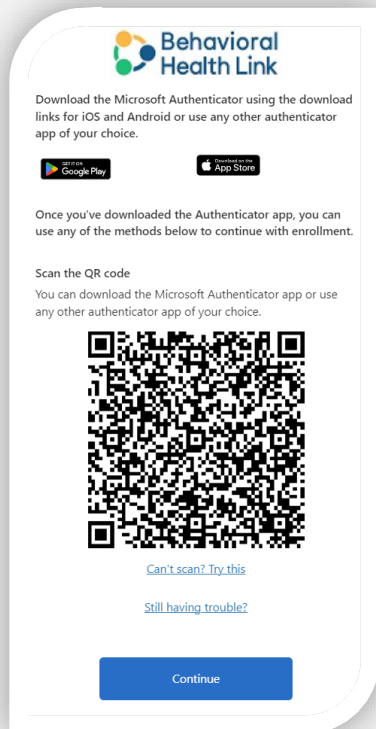 Behavioral
Health Link
Download the Microsoft Authenticator using the download
links for iOS and Android or use any other authenticator
app of your choice.
GET IT ON
Google Play
Download on the
App Store
Once you've downloaded the Authenticator app, you can
use any of the methods below to continue with enrollment.
Scan the QR code
You can download the Microsoft Authenticator app or use
any other authenticator app of your choice.
Can't scan? Try this
Still having trouble?
Continue